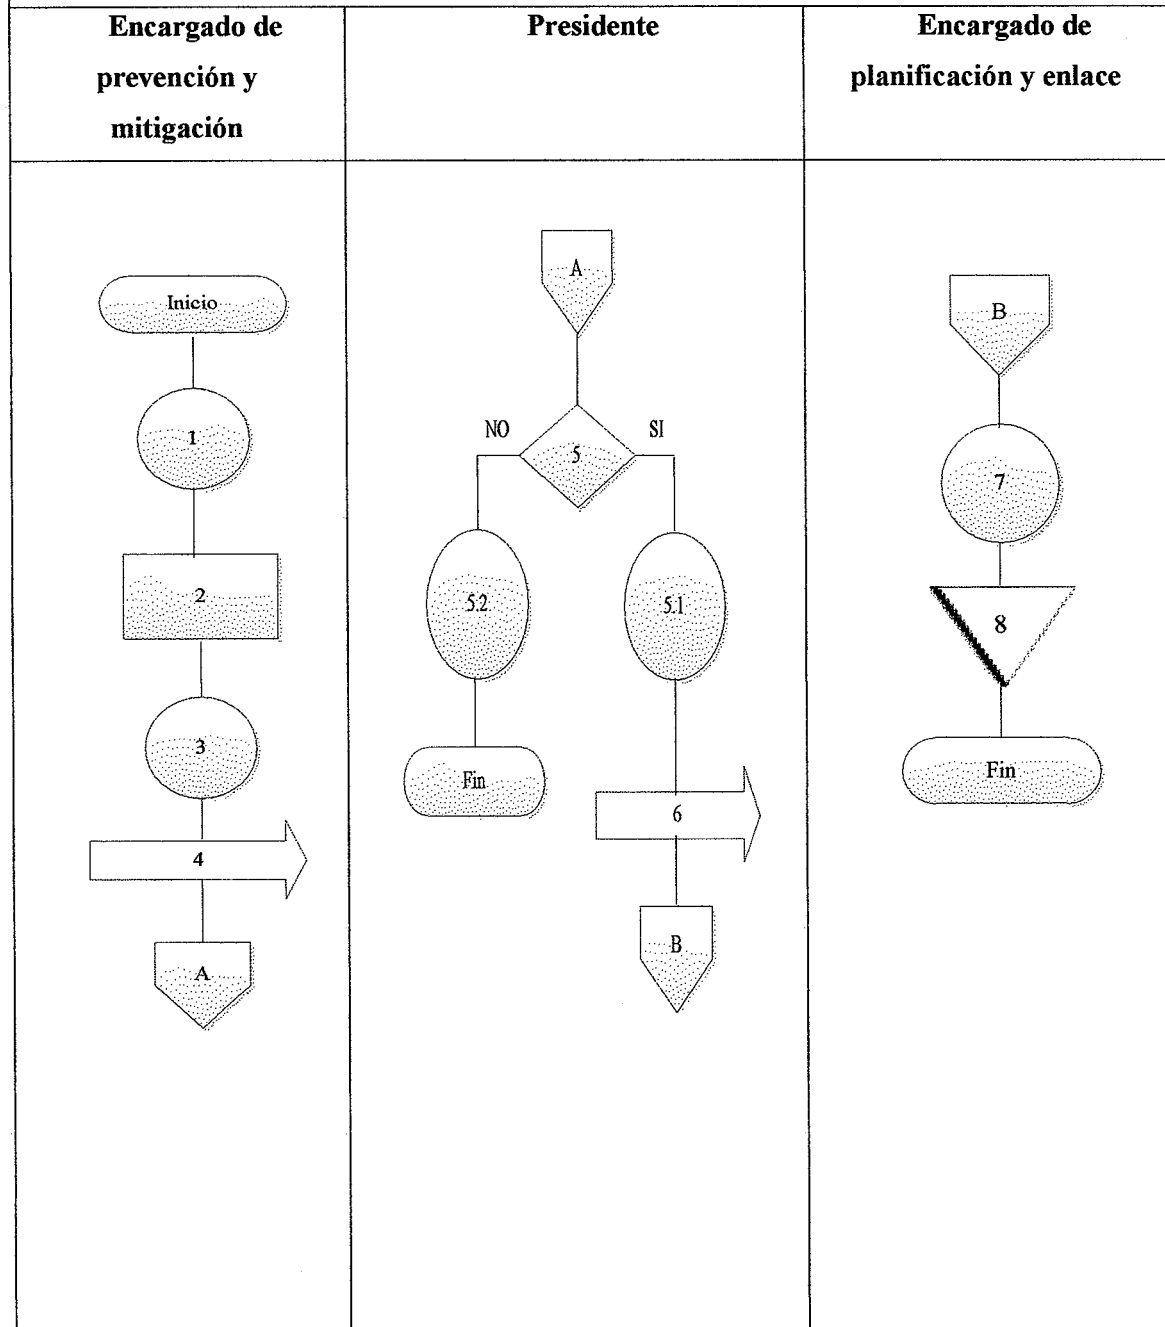 Encargado de
prevención y
mitigación
Presidente
Encargado de
planificación y enlace
Inicio
1
2
3
4
A
A
5
NO
SI
5.2
5.1
Fin
6
B
B
7
8
Fin